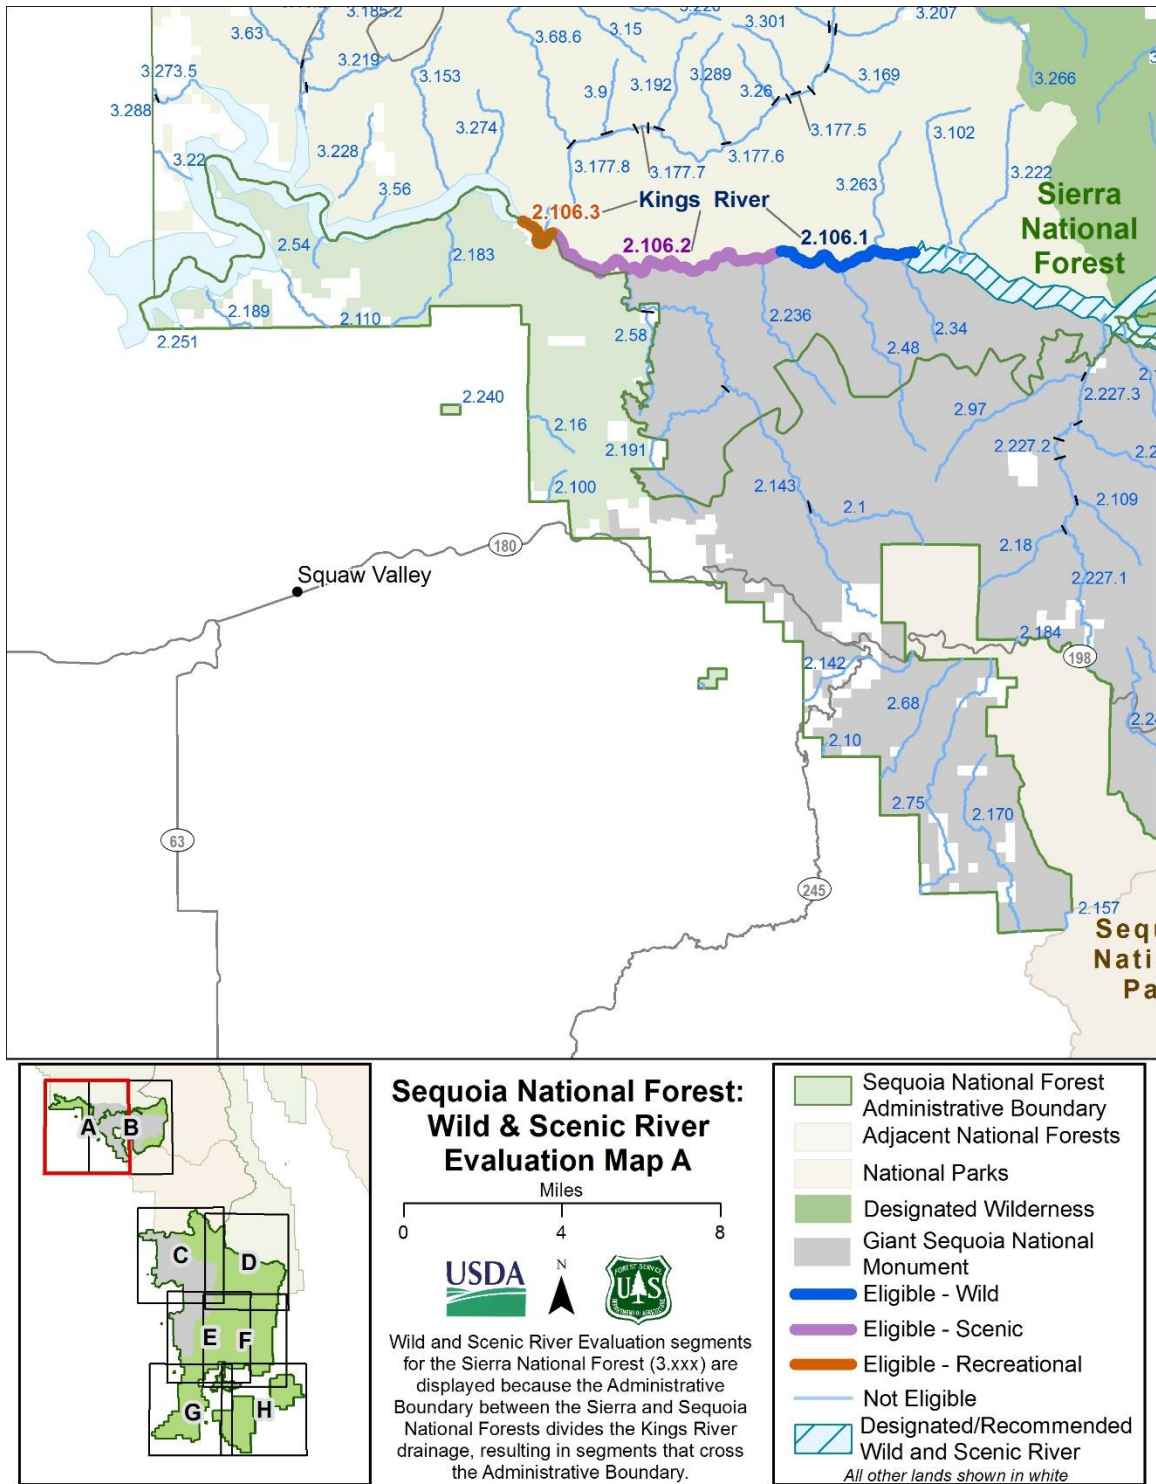 3.220
3.301
3.207
3.185.2
3.63
3.68.6
3.15
3.219
3.273.5
3.153
3.289
3.192
3.169
3.266
3.9
3.26
3.288
3.274
3.177.5
3.102
3.228
3.177.6
3.22
3.177.8
3.177.7
3.222
3.56
3.263
Kings River
Sierra
National
Forest
2.106.3
2.106.2
2.106.1
2.54
2.183
2.189
2.110
2.251
2.58
2.236
2.34
2.48
2.240
2.97
2.227.3
2.16
2.191
2.227.2
2.100
2.143
2.1
2.109
180
2.18
Squaw Valley
2.227.1
2.184
198
2.142
2.68
2.24
2.10
2.75
2.170
63
245
2.157
Sequ
Nati
Pa
A
B
C
D
E
F
G
H
Sequoia National Forest:
Wild & Scenic River
Evaluation Map A
Miles
0 4 8
USDA
N
FOREST SERVICE
U S
DEPARTMENT OF AGRICULTURE
Wild and Scenic River Evaluation segments
for the Sierra National Forest (3.xxx) are
displayed because the Administrative
Boundary between the Sierra and Sequoia
National Forests divides the Kings River
drainage, resulting in segments that cross
the Administrative Boundary.
Sequoia National Forest
Administrative Boundary
Adjacent National Forests
National Parks
Designated Wilderness
Giant Sequoia National
Monument
Eligible - Wild
Eligible - Scenic
Eligible - Recreational
Not Eligible
Designated/Recommended
Wild and Scenic River
All other lands shown in white